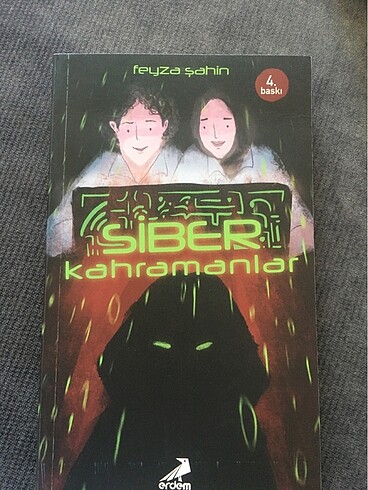 feyza şahin
4.
baskı
SİBER
kahramanlar
erdem